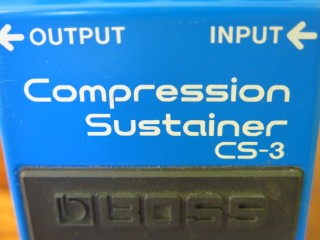 OUTPUT INPUT
Compression
Sustainer
CS-3
BOSS